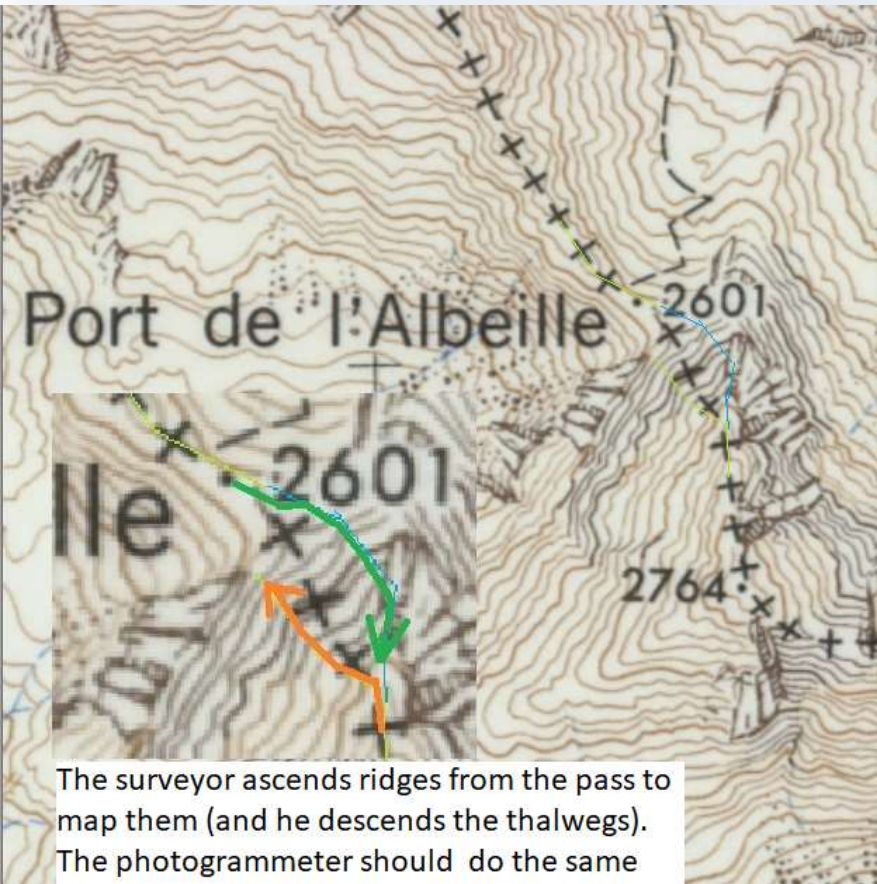 2601
Port de l'Albeille
2601
lle
2764
The surveyor ascends ridges from the pass to
map them (and he descends the thalwegs).
The photogrammeter should do the same